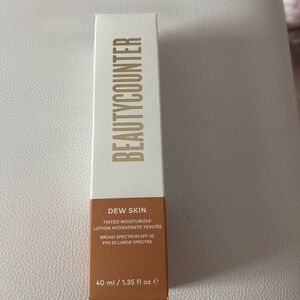 BEAUTYCOUNTER
DEW SKIN
TINTED MOISTURIZER
LOTION HYDRATANTE TEINTÉE
BROAD SPECTRUM SPF 20
FPS 20 LARGE SPECTRE
40 ml / 1.35 fl oz ℮